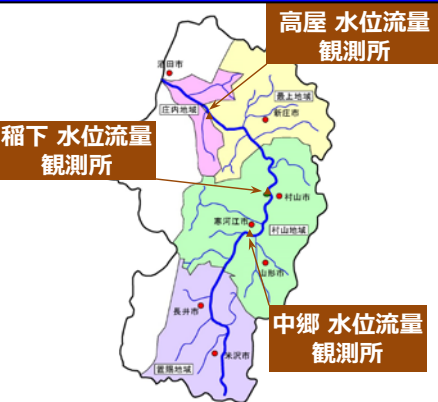 高屋 水位流量
観測所
酒田市
最上地域
庄内地域
新庄市
稲下 水位流量
観測所
村山市
寒河江市
村山地域
山形市
長井市
中郷 水位流量
観測所
米沢市
置賜地域